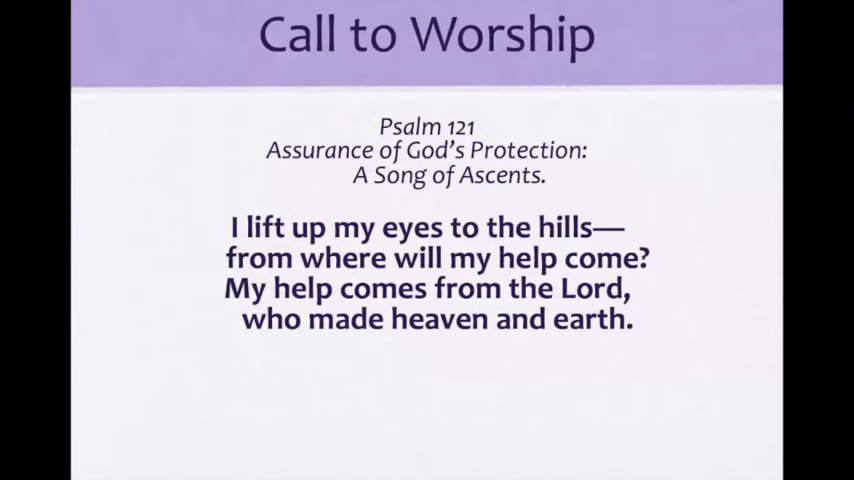 Call to Worship
Psalm 121
Assurance of God's Protection:
A Song of Ascents.
I lift up my eyes to the hills—
from where will my help come?
My help comes from the Lord,
who made heaven and earth.